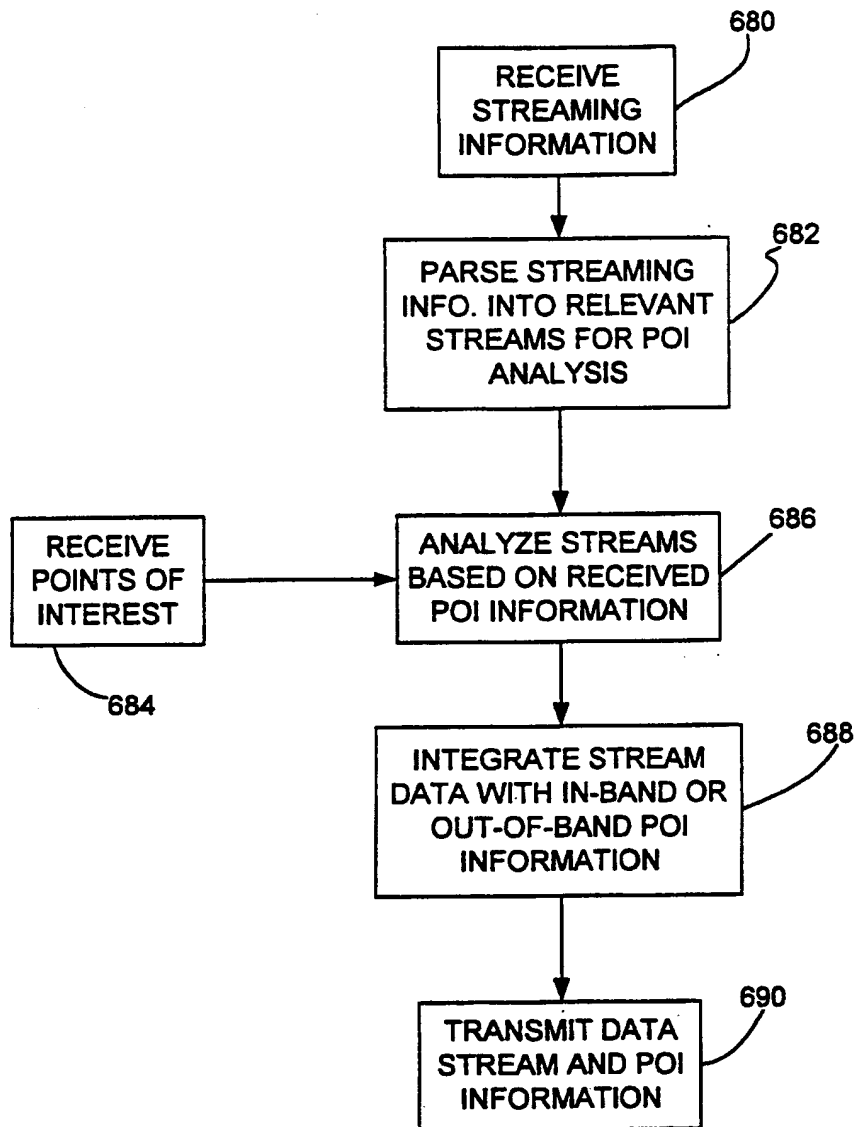 680
RECEIVE
STREAMING
INFORMATION
682
PARSE STREAMING
INFO. INTO RELEVANT
STREAMS FOR POI
ANALYSIS
686
RECEIVE
POINTS OF
INTEREST
684
ANALYZE STREAMS
BASED ON RECEIVED
POI INFORMATION
688
INTEGRATE STREAM
DATA WITH IN-BAND OR
OUT-OF-BAND POI
INFORMATION
690
TRANSMIT DATA
STREAM AND POI
INFORMATION